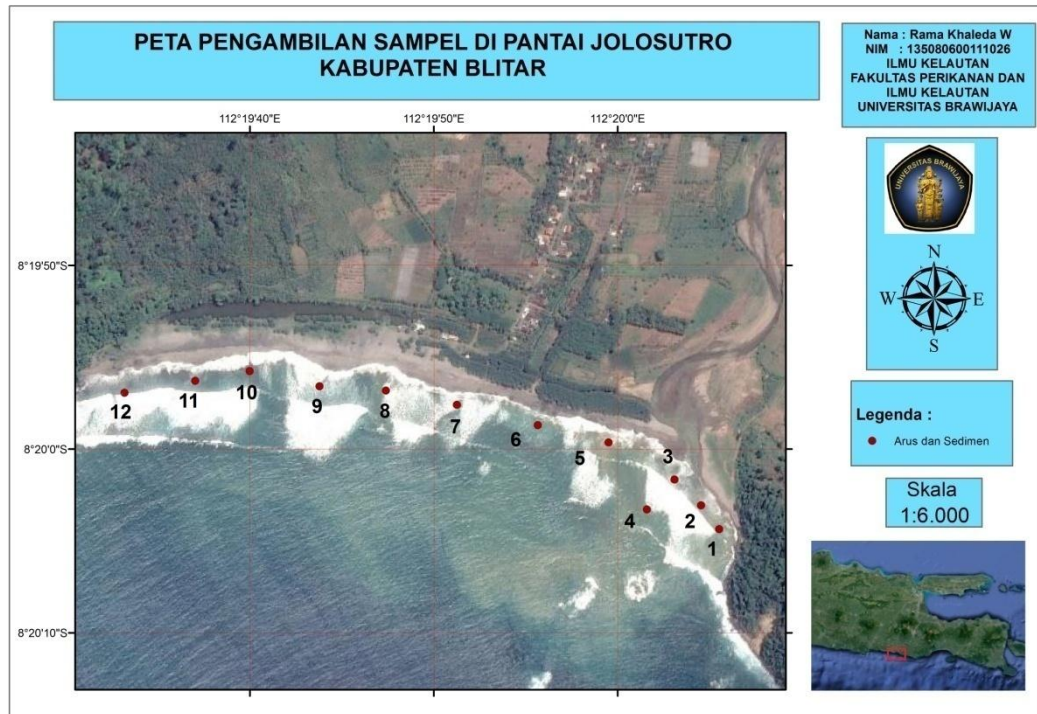 PETA PENGAMBILAN SAMPEL DI PANTAI JOLOSUTRO
KABUPATEN BLITAR
Nama : Rama Khaleda W
NIM : 135080600111026
ILMU KELAUTAN
FAKULTAS PERIKANAN DAN
ILMU KELAUTAN
UNIVERSITAS BRAWIJAYA
112°19'40"E
112°19'50"E
112°20'0"E
8°19'50"S
8°20'0"S
8°20'10"S
12
11
10
9
8
7
6
5
3
4
2
1
UNIVERSITAS BRAWIJAYA
N
W
E
S
Legenda :
Arus dan Sedimen
Skala
1:6.000